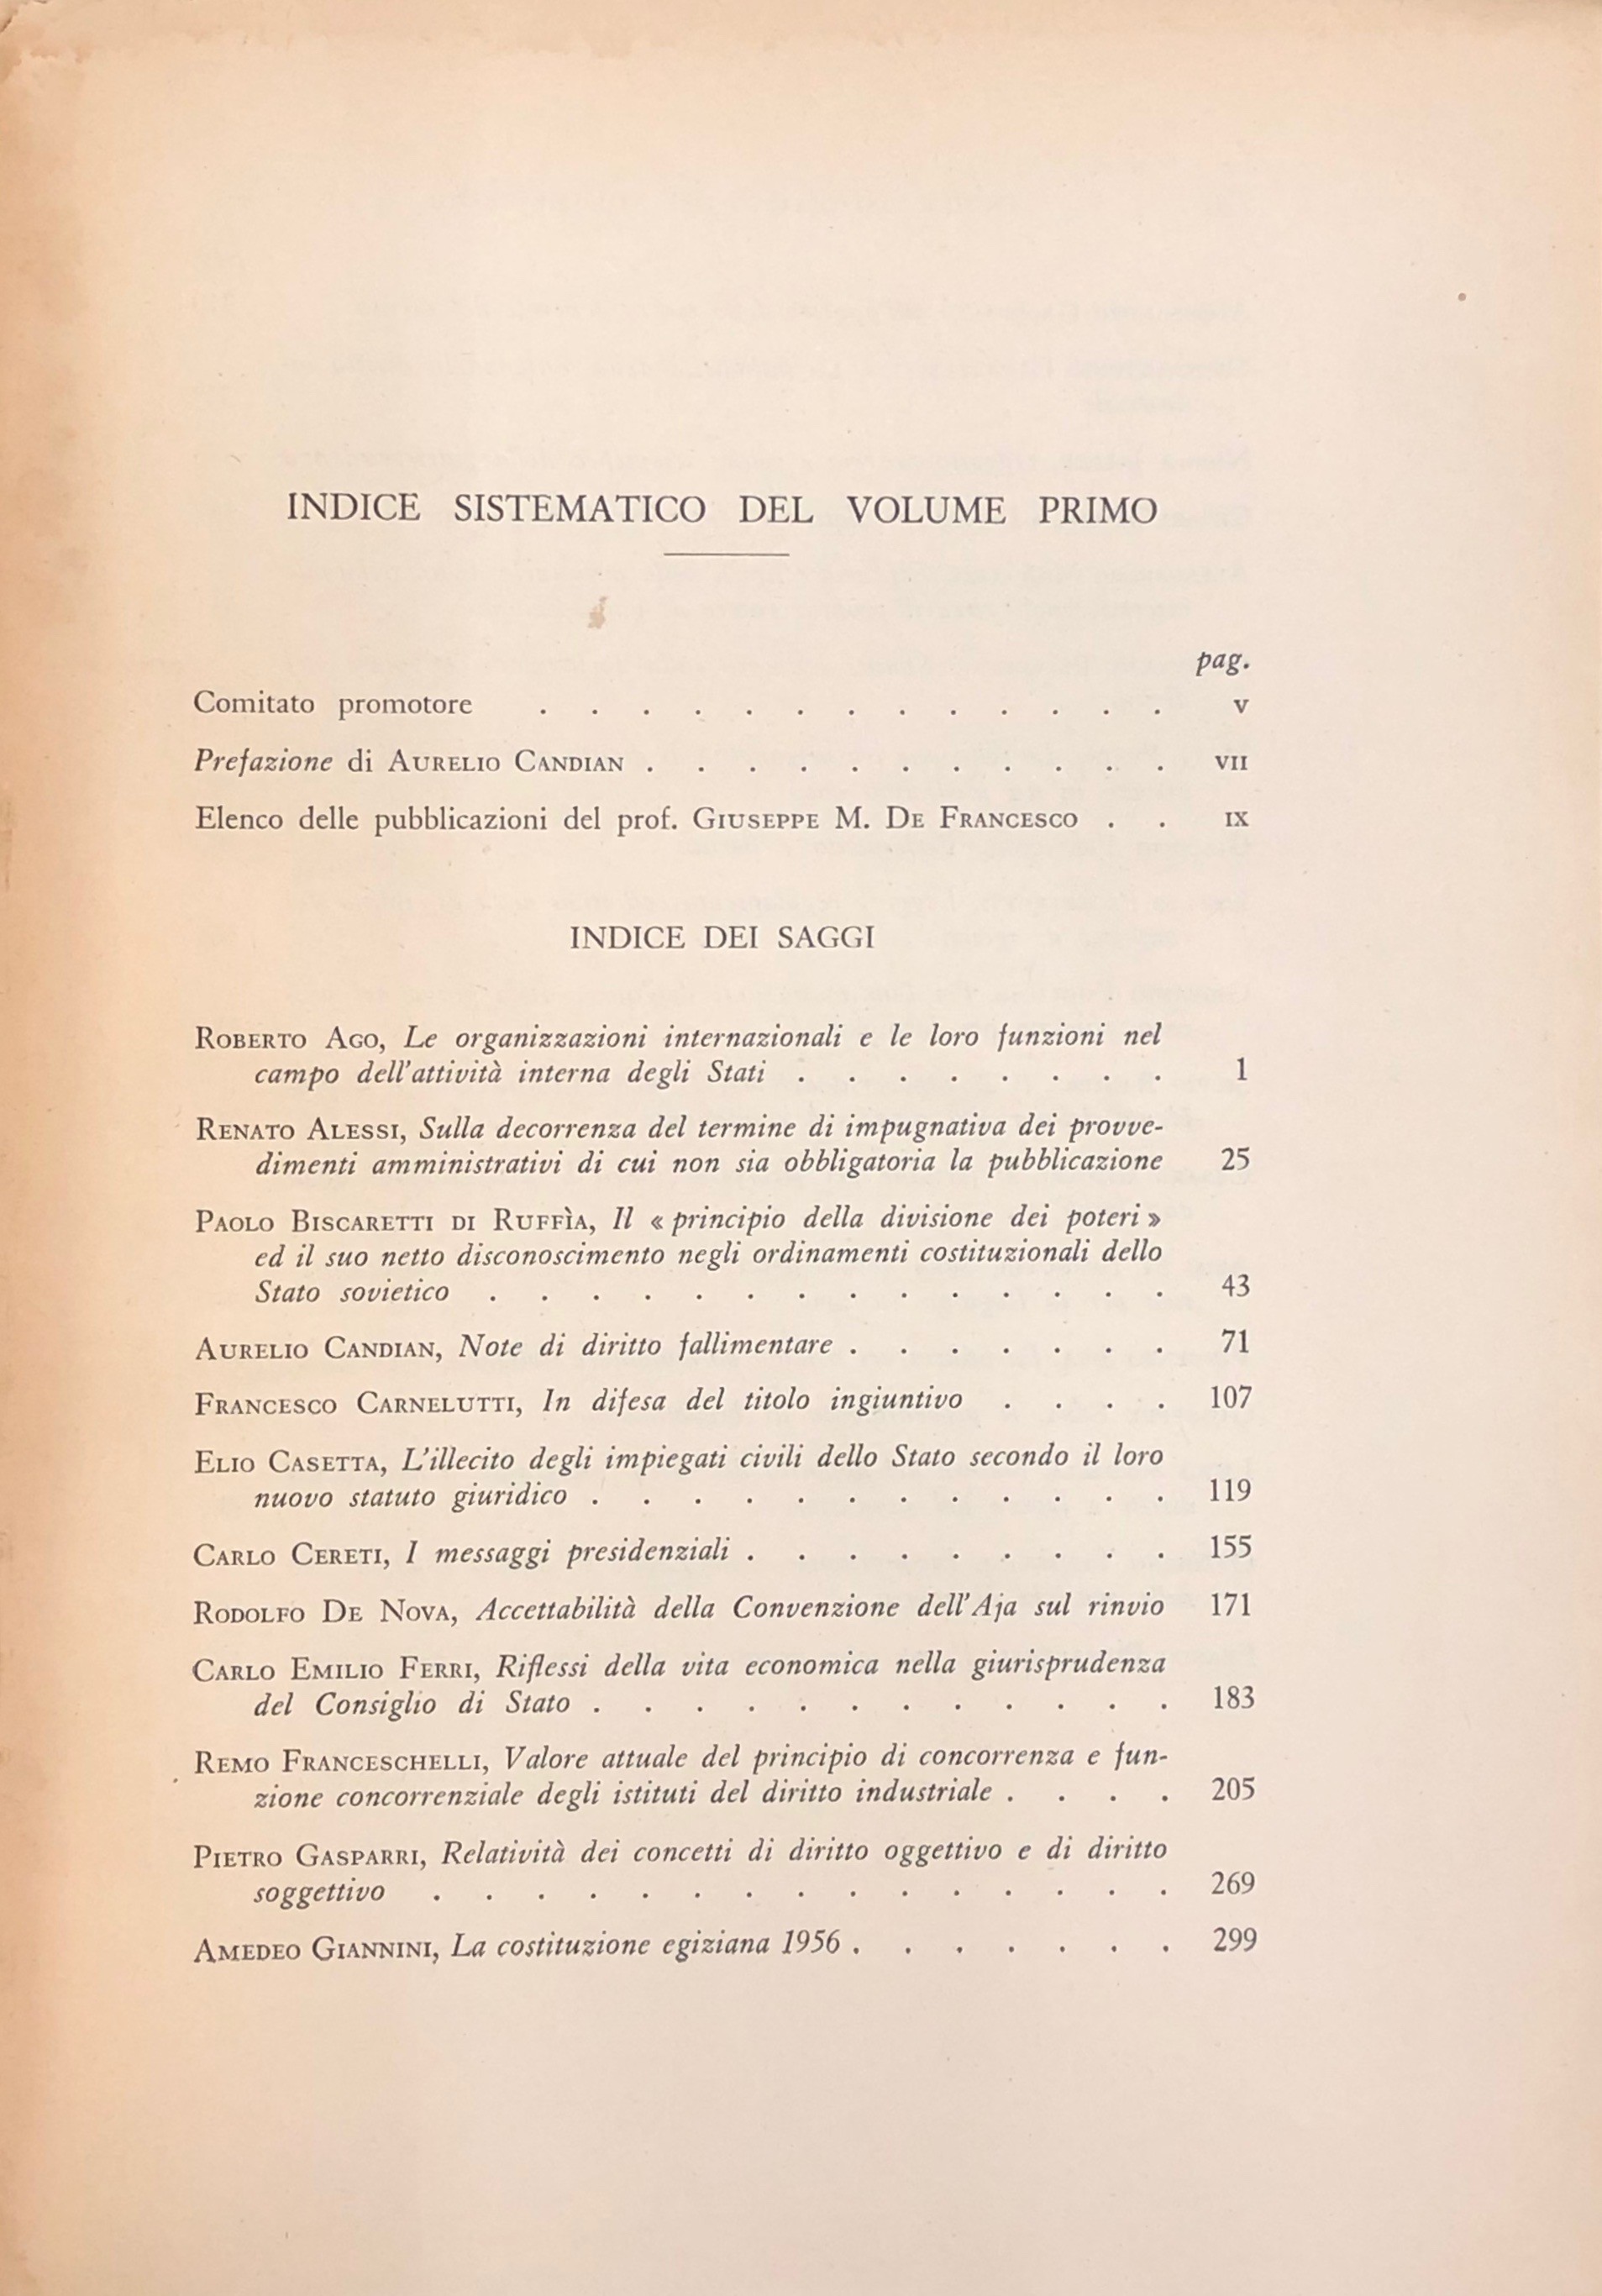 INDICE SISTEMATICO DEL VOLUME PRIMO
pag.
Comitato promotore . . . . . . . . . . . . . V
Prefazione di AURELIO CANDIAN . . . . . . . . . . . VII
Elenco delle pubblicazioni del prof. GIUSEPPE M. DE FRANCESCO . . IX
INDICE DEI SAGGI
ROBERTO AGO, Le organizzazioni internazionali e le loro funzioni nel
campo dell'attività interna degli Stati . . . . . . . . 1
RENATO ALESSI, Sulla decorrenza del termine di impugnativa dei provve-
dimenti amministrativi di cui non sia obbligatoria la pubblicazione 25
PAOLO BISCARETTI DI RUFFÌA, Il « principio della divisione dei poteri »
ed il suo netto disconoscimento negli ordinamenti costituzionali dello
Stato sovietico . . . . . . . . . . . . . . 43
AURELIO CANDIAN, Note di diritto fallimentare . . . . . . . 71
FRANCESCO CARNELUTTI, In difesa del titolo ingiuntivo . . . . 107
ELIO CASETTA, L'illecito degli impiegati civili dello Stato secondo il loro
nuovo statuto giuridico . . . . . . . . . . . . 119
CARLO CERETI, I messaggi presidenziali . . . . . . . . . 155
RODOLFO DE NOVA, Accettabilità della Convenzione dell'Aja sul rinvio 171
CARLO EMILIO FERRI, Riflessi della vita economica nella giurisprudenza
del Consiglio di Stato . . . . . . . . . . . . 183
REMO FRANCESCHELLI, Valore attuale del principio di concorrenza e fun-
zione concorrenziale degli istituti del diritto industriale . . . . 205
PIETRO GASPARRI, Relatività dei concetti di diritto oggettivo e di diritto
soggettivo . . . . . . . . . . . . . . . 269
AMEDEO GIANNINI, La costituzione egiziana 1956 . . . . . . . 299